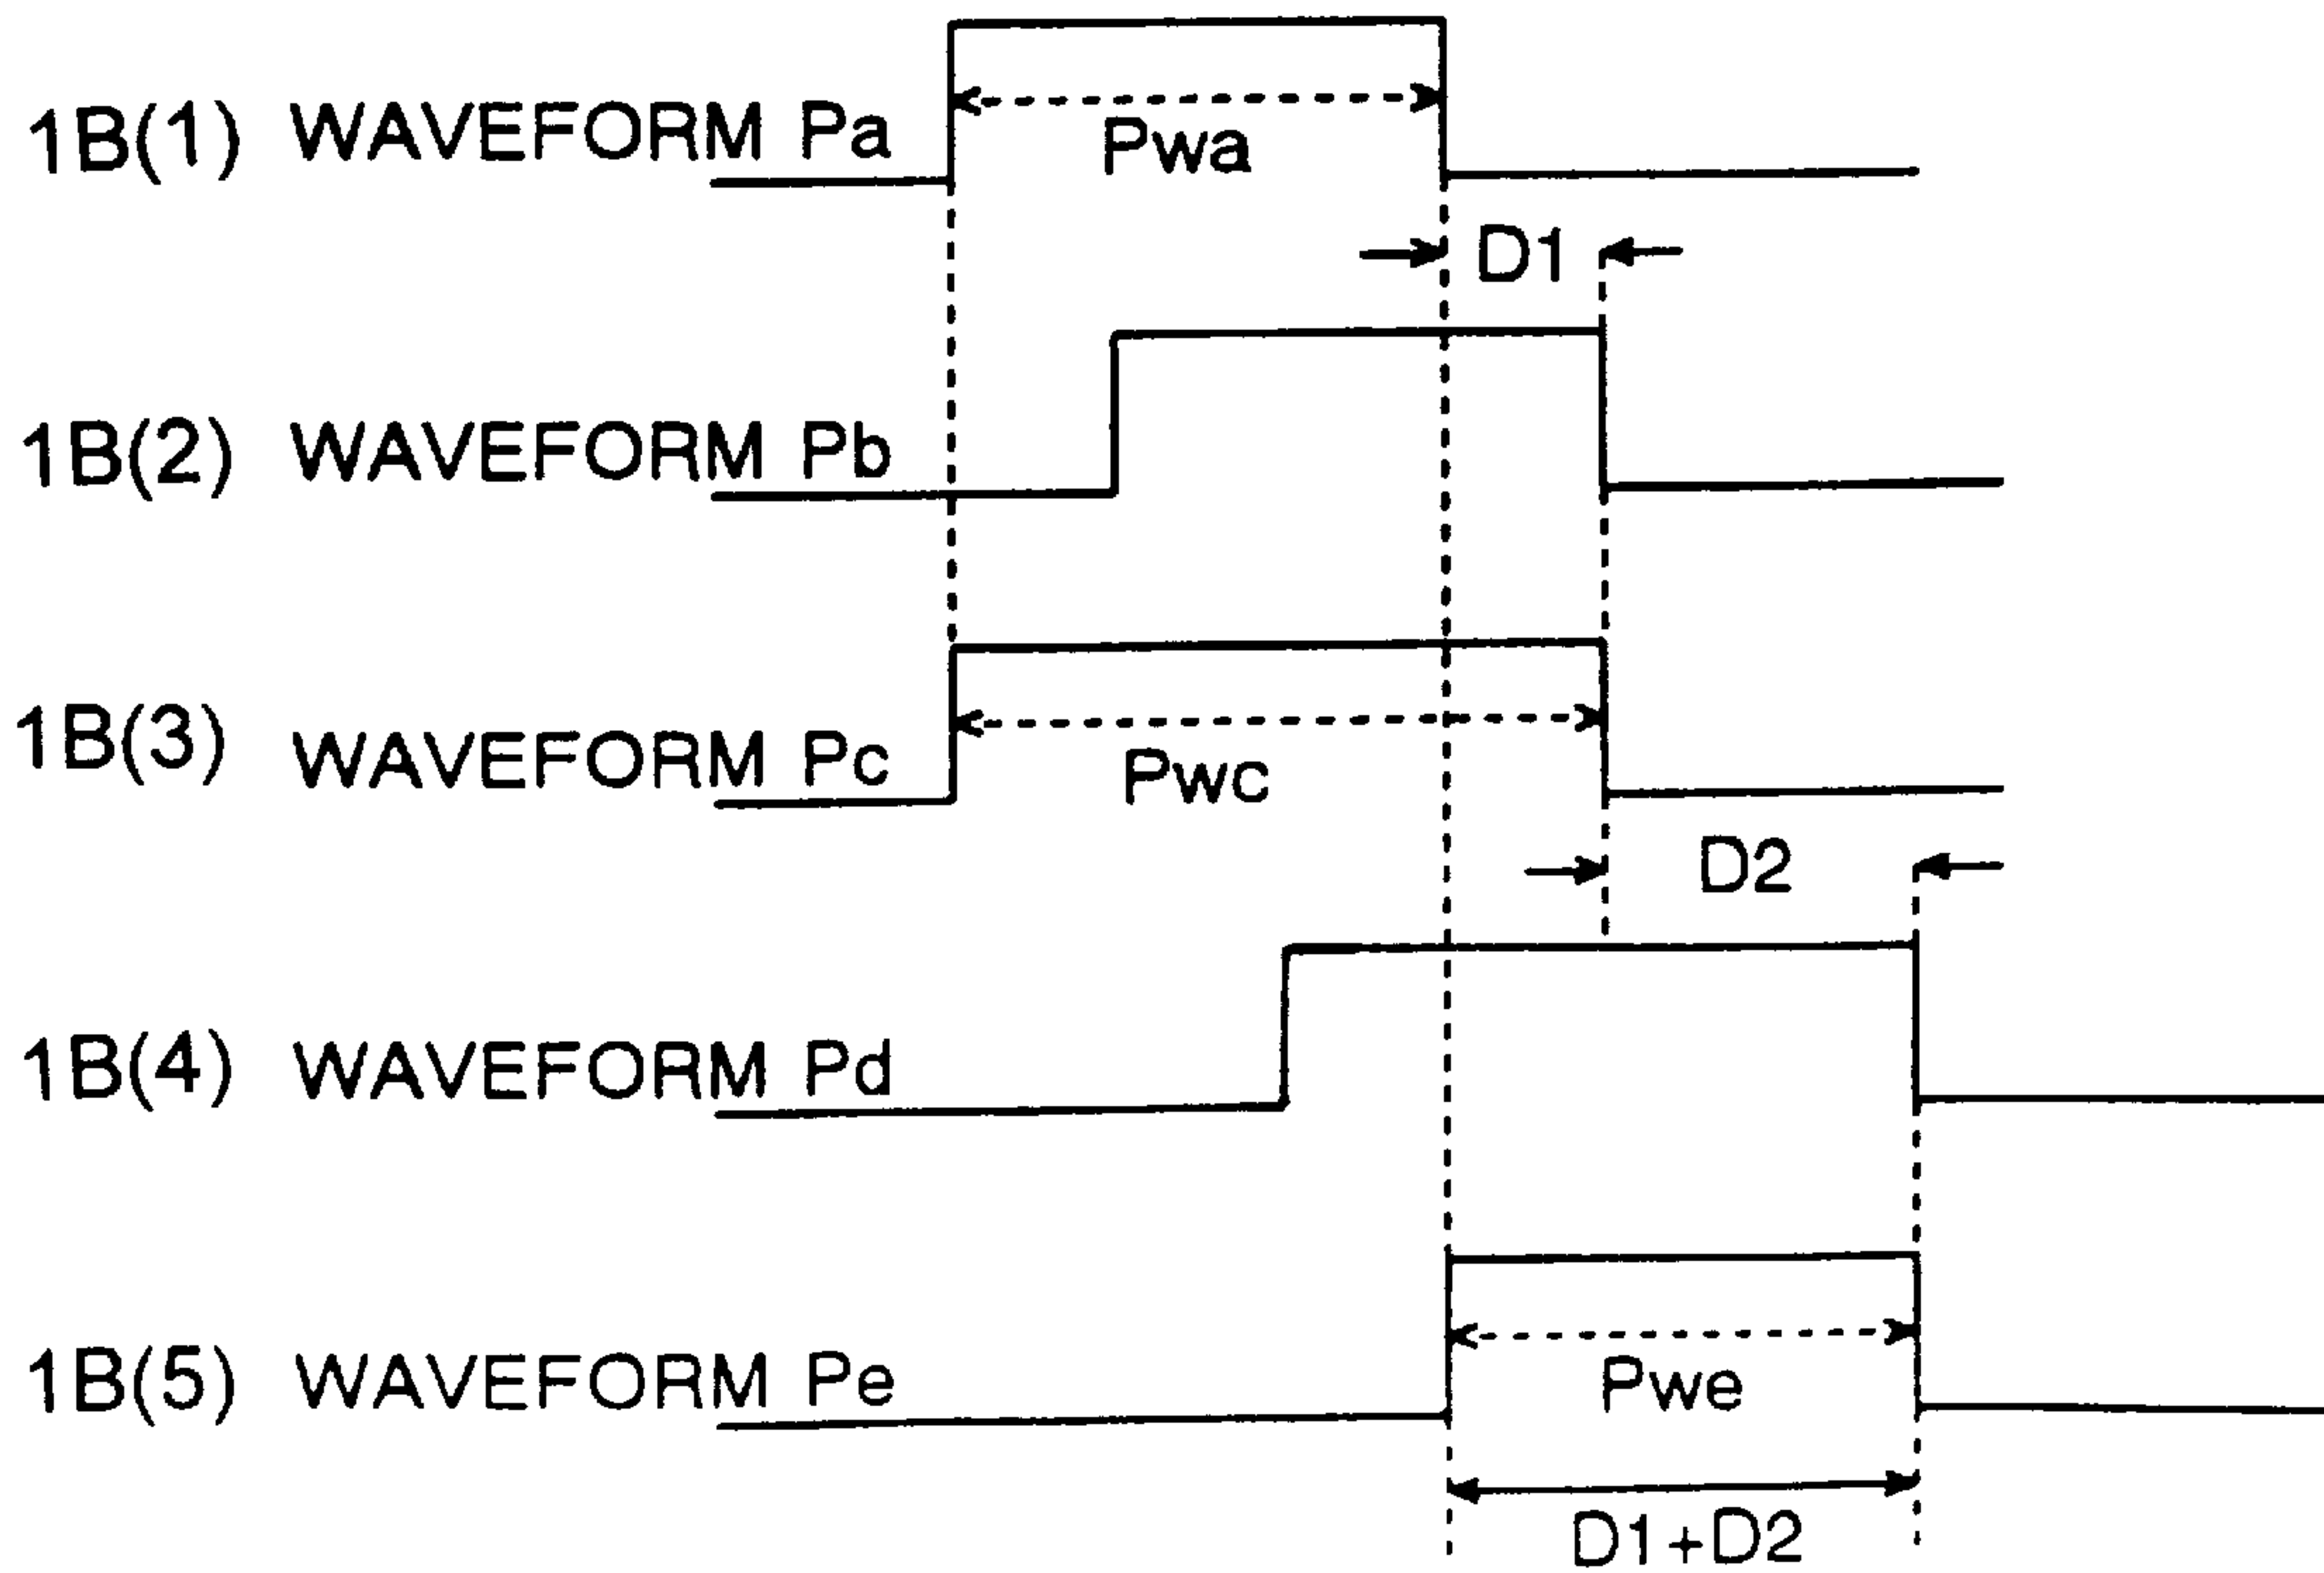 1B(1) WAVEFORM Pa
Pwa
D1
1B(2) WAVEFORM Pb
1B(3) WAVEFORM Pc
Pwc
D2
1B(4) WAVEFORM Pd
1B(5) WAVEFORM Pe
Pwe
D1+D2